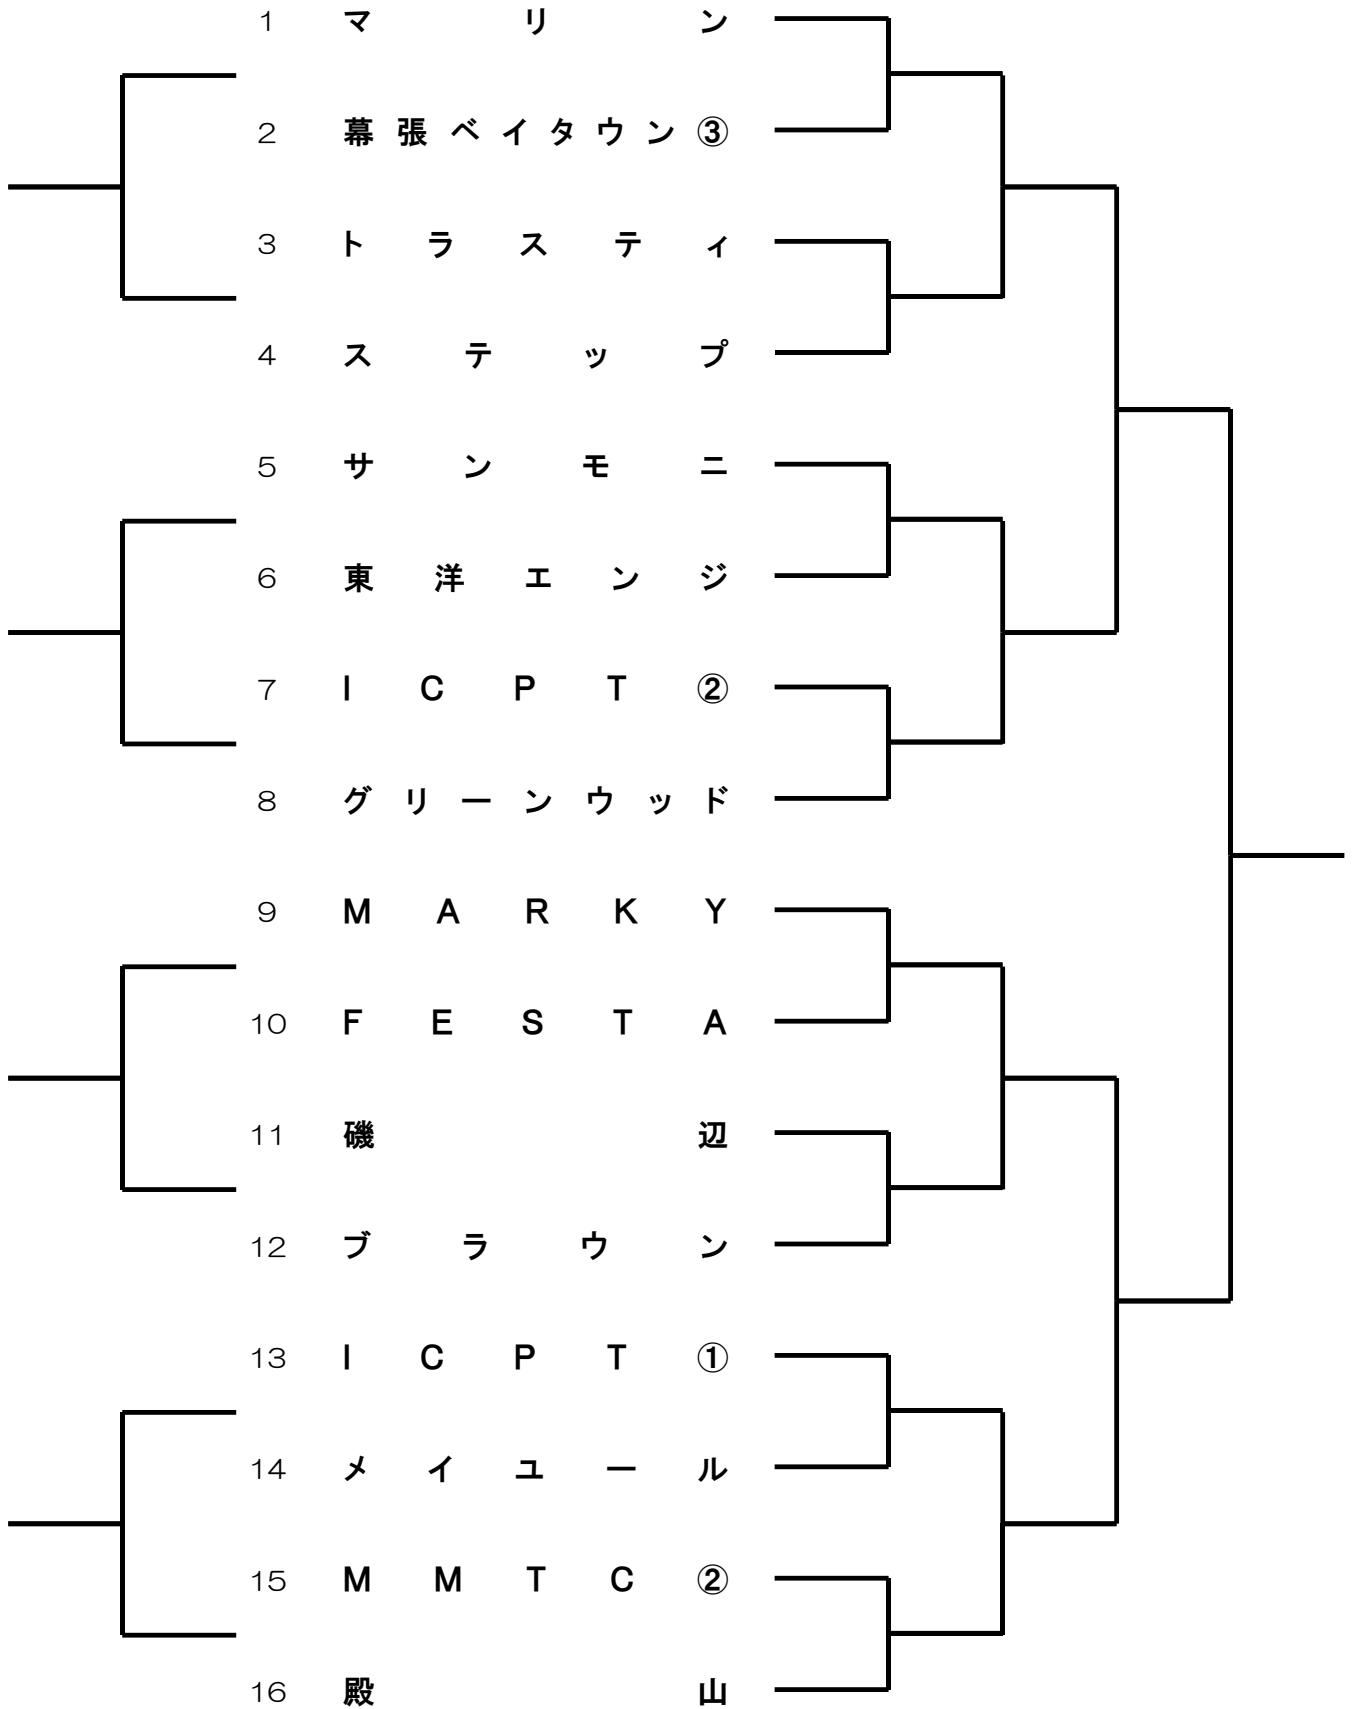 1 マリン
2 幕張ベイタウン③
3 トラスティ
4 ステップ
5 サンモニ
6 東洋エンジ
7 ICPT②
8 グリーンウッド
9 MARKY
10 FESTA
11 磯辺
12 ブラウン
13 ICPT①
14 メイユール
15 MMTC②
16 殿山